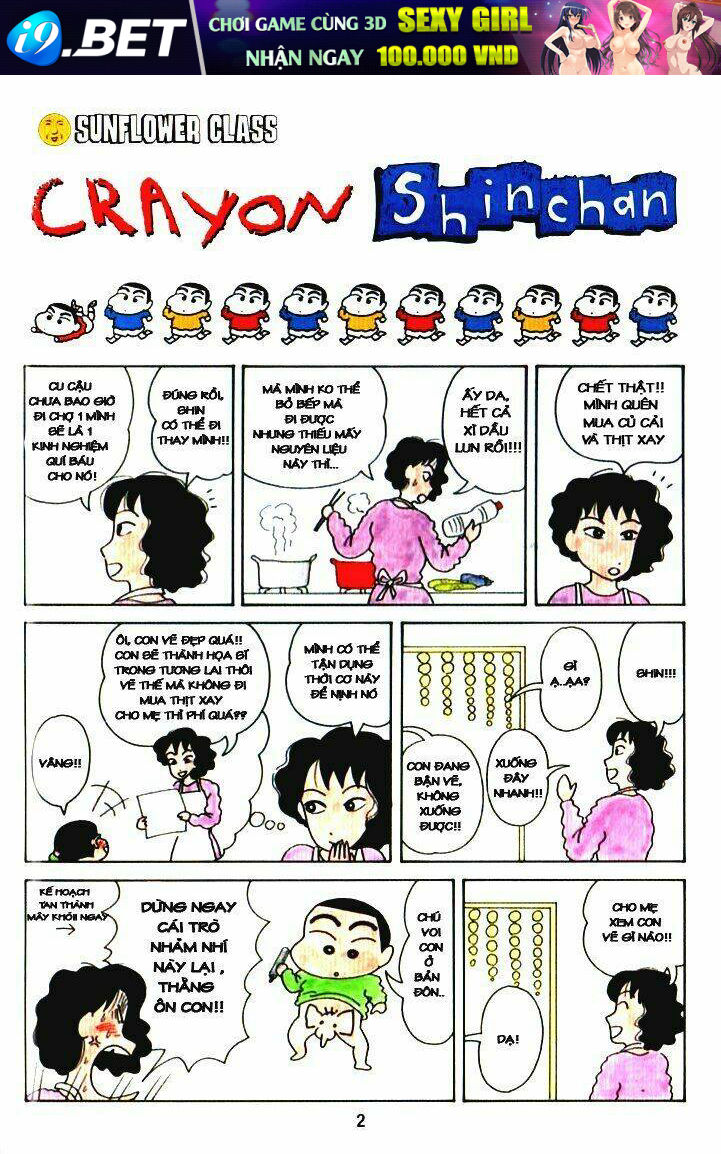 i9.BET
CHƠI GAME CÙNG 3D SEXY GIRL
NHẬN NGAY 100.000 VND
SUNFLOWER CLASS
CRAYON Shinchan
CHẾT THẬT!!
MÌNH QUÊN
MUA CỦ CẢI
VÀ THỊT XAY
ẤY DA,
HẾT CẢ
XÌ DẦU
LUN RỒI!!!
MÀ MÌNH KO THỂ
BỎ BẾP MÀ
ĐI ĐƯỢC
NHƯNG THIẾU MẤY
NGUYÊN LIỆU
NÀY THÌ...
ĐÚNG RỒI,
SHIN
CÓ THỂ ĐI
THAY MÌNH!!
CU CẬU
CHƯA BAO GIỜ
ĐI CHỢ 1 MÌNH
SẼ LÀ 1
KINH NGHIỆM
QUÍ BÁU
CHO NÓ!
SHIN!!!
GÌ
Ạ..ẠA?
XUỐNG
ĐÂY
NHANH!!
CON ĐANG
BẬN VẼ,
KHÔNG
XUỐNG
ĐƯỢC!!
MÌNH CÓ THỂ
TẬN DỤNG
THỜI CƠ NÀY
ĐỂ NỊNH NÓ
ÔI, CON VẼ ĐẸP QUÁ!!
CON SẼ THÀNH HỌA SĨ
TRONG TƯƠNG LAI THÔI
VẼ THẾ MÀ KHÔNG ĐI
MUA THỊT XAY
CHO MẸ THÌ PHÍ QUÁ??
VÂNG!!
CHO MẸ
XEM CON
VẼ GÌ NÀO!!
DẠ!
CHÚ
VOI
CON
Ở
BẢN
ĐÔN..
DỪNG NGAY
CÁI TRÒ
NHẢM NHÍ
NÀY LẠI ,
THẰNG
ÔN CON!!
KẾ HOẠCH
TAN THÀNH
MÂY KHÓI NGAY
2